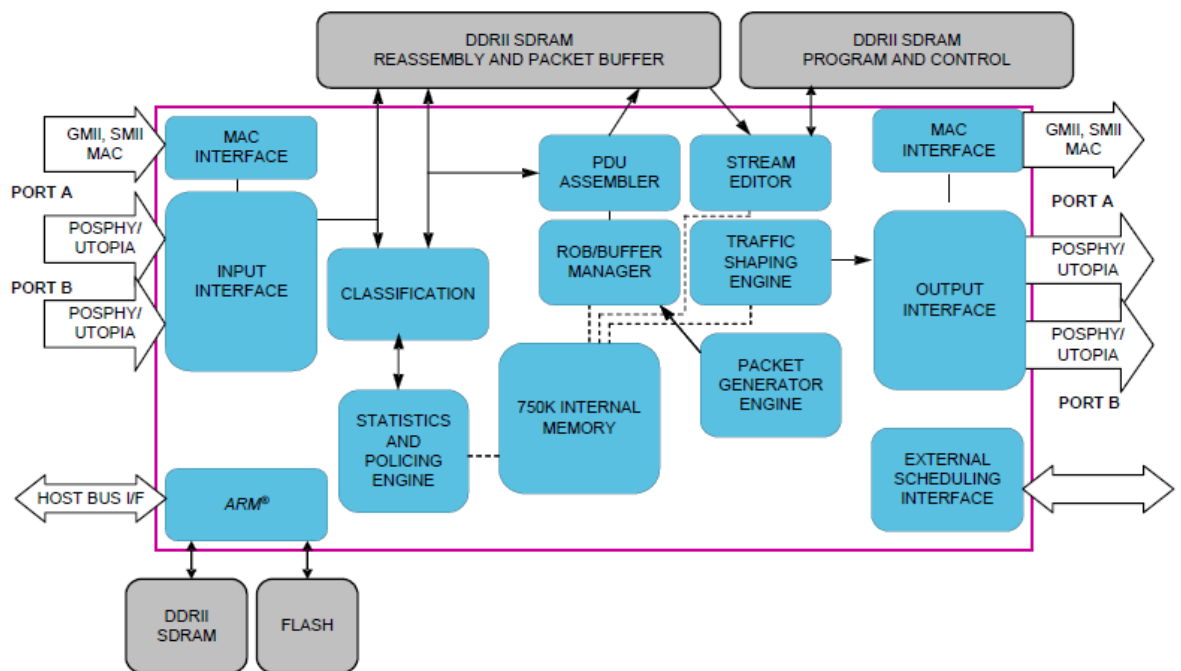 DDRII SDRAM
REASSEMBLY AND PACKET BUFFER
DDRII SDRAM
PROGRAM AND CONTROL
GMII, SMII
MAC
MAC
INTERFACE
PDU
ASSEMBLER
STREAM
EDITOR
MAC
INTERFACE
GMII, SMII
MAC
PORT A
PORT A
POSPHY/
UTOPIA
INPUT
INTERFACE
CLASSIFICATION
ROB/BUFFER
MANAGER
TRAFFIC
SHAPING
ENGINE
OUTPUT
INTERFACE
POSPHY/
UTOPIA
PORT B
POSPHY/
UTOPIA
POSPHY/
UTOPIA
PORT B
STATISTICS
AND
POLICING
ENGINE
750K INTERNAL
MEMORY
PACKET
GENERATOR
ENGINE
HOST BUS I/F
ARM®
EXTERNAL
SCHEDULING
INTERFACE
DDRII
SDRAM
FLASH